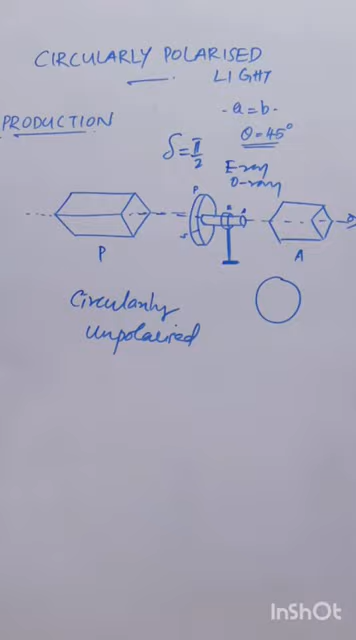 CIRCULARLY POLARISED
LIGHT
- a = b -
PRODUCTION
θ = 45°
δ = π/2
E-ray
O-ray
P
P
A
Circularly
unpolarised
InShOt